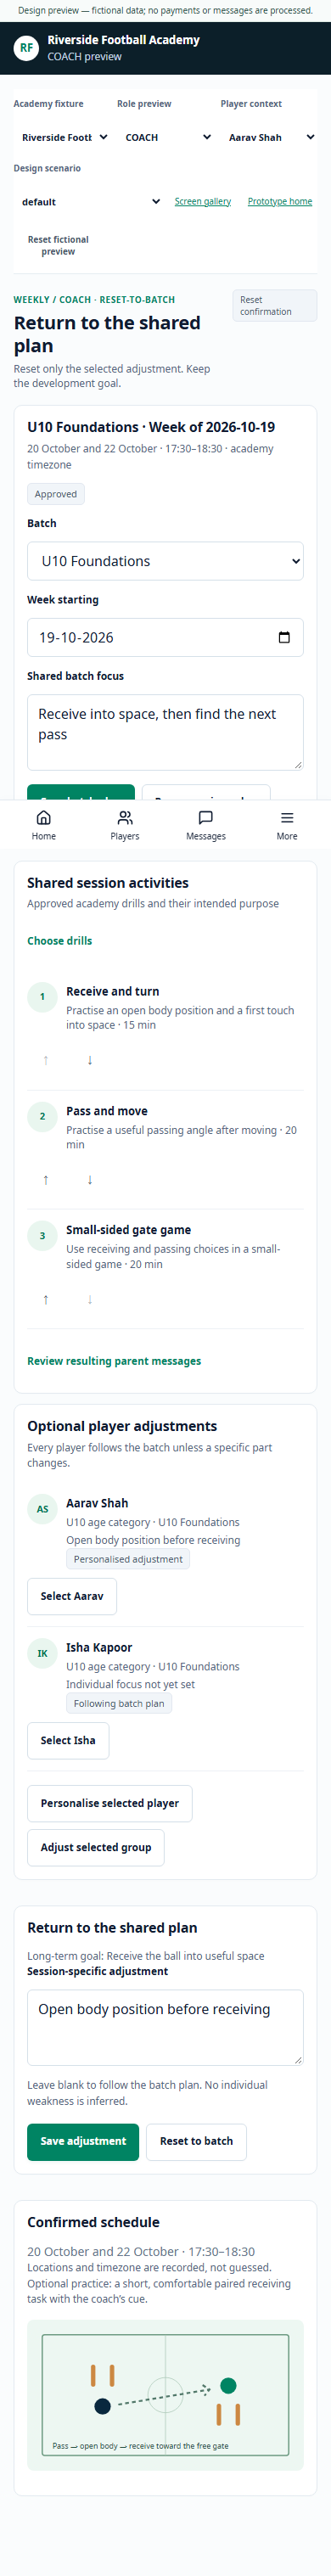 Design preview — fictional data; no payments or messages are processed.
RF
Riverside Football Academy
COACH preview
Academy fixture
Role preview
Player context
Riverside Footb
COACH
Aarav Shah
Design scenario
default
Screen gallery
Prototype home
Reset fictional
preview
WEEKLY / COACH · RESET-TO-BATCH
Reset
confirmation
Return to the shared
plan
Reset only the selected adjustment. Keep
the development goal.
U10 Foundations · Week of 2026-10-19
20 October and 22 October · 17:30–18:30 · academy
timezone
Approved
Batch
U10 Foundations
Week starting
19-10-2026
Shared batch focus
Receive into space, then find the next
pass
Home
Players
Messages
More
Shared session activities
Approved academy drills and their intended purpose
Choose drills
1
Receive and turn
Practise an open body position and a first touch
into space · 15 min
↑ ↓
2
Pass and move
Practise a useful passing angle after moving · 20
min
↑ ↓
3
Small-sided gate game
Use receiving and passing choices in a small-
sided game · 20 min
↑ ↓
Review resulting parent messages
Optional player adjustments
Every player follows the batch unless a specific part
changes.
AS
Aarav Shah
U10 age category · U10 Foundations
Open body position before receiving
Personalised adjustment
Select Aarav
IK
Isha Kapoor
U10 age category · U10 Foundations
Individual focus not yet set
Following batch plan
Select Isha
Personalise selected player
Adjust selected group
Return to the shared plan
Long-term goal: Receive the ball into useful space
Session-specific adjustment
Open body position before receiving
Leave blank to follow the batch plan. No individual
weakness is inferred.
Save adjustment
Reset to batch
Confirmed schedule
20 October and 22 October · 17:30–18:30
Locations and timezone are recorded, not guessed.
Optional practice: a short, comfortable paired receiving
task with the coach’s cue.
Pass → open body → receive toward the free gate